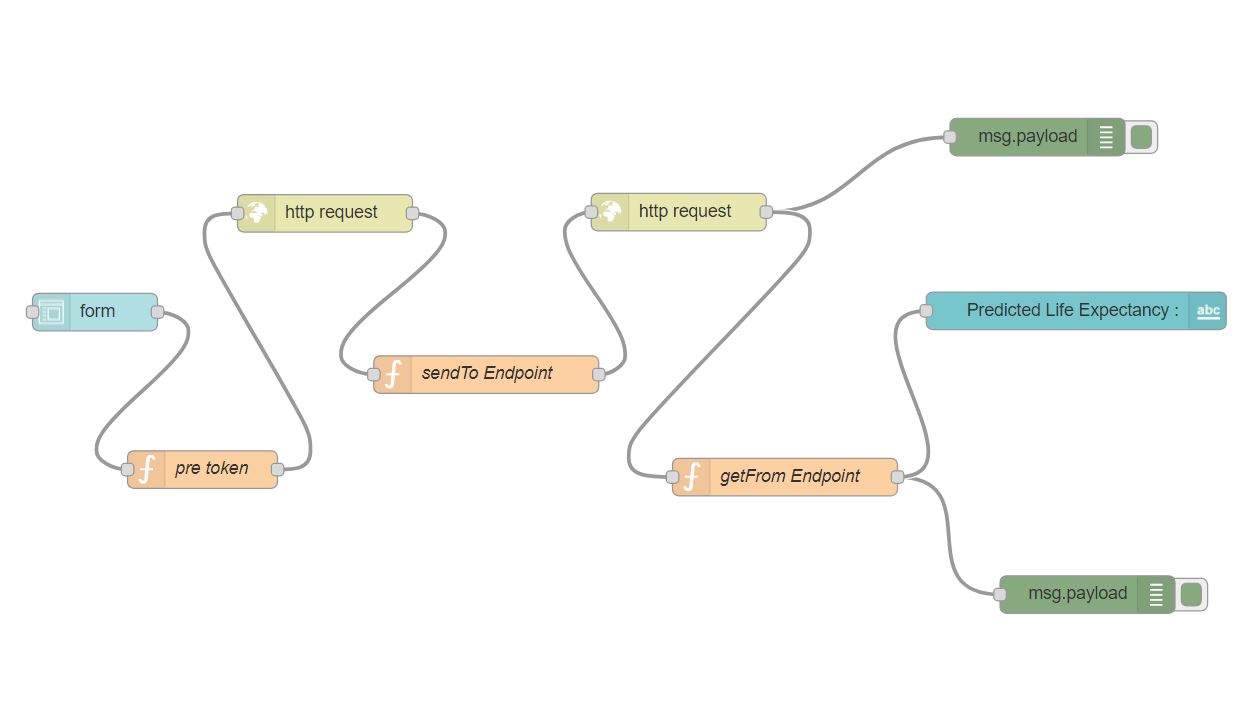 form
pre token
http request
sendTo Endpoint
http request
getFrom Endpoint
msg.payload
Predicted Life Expectancy :
abc
msg.payload